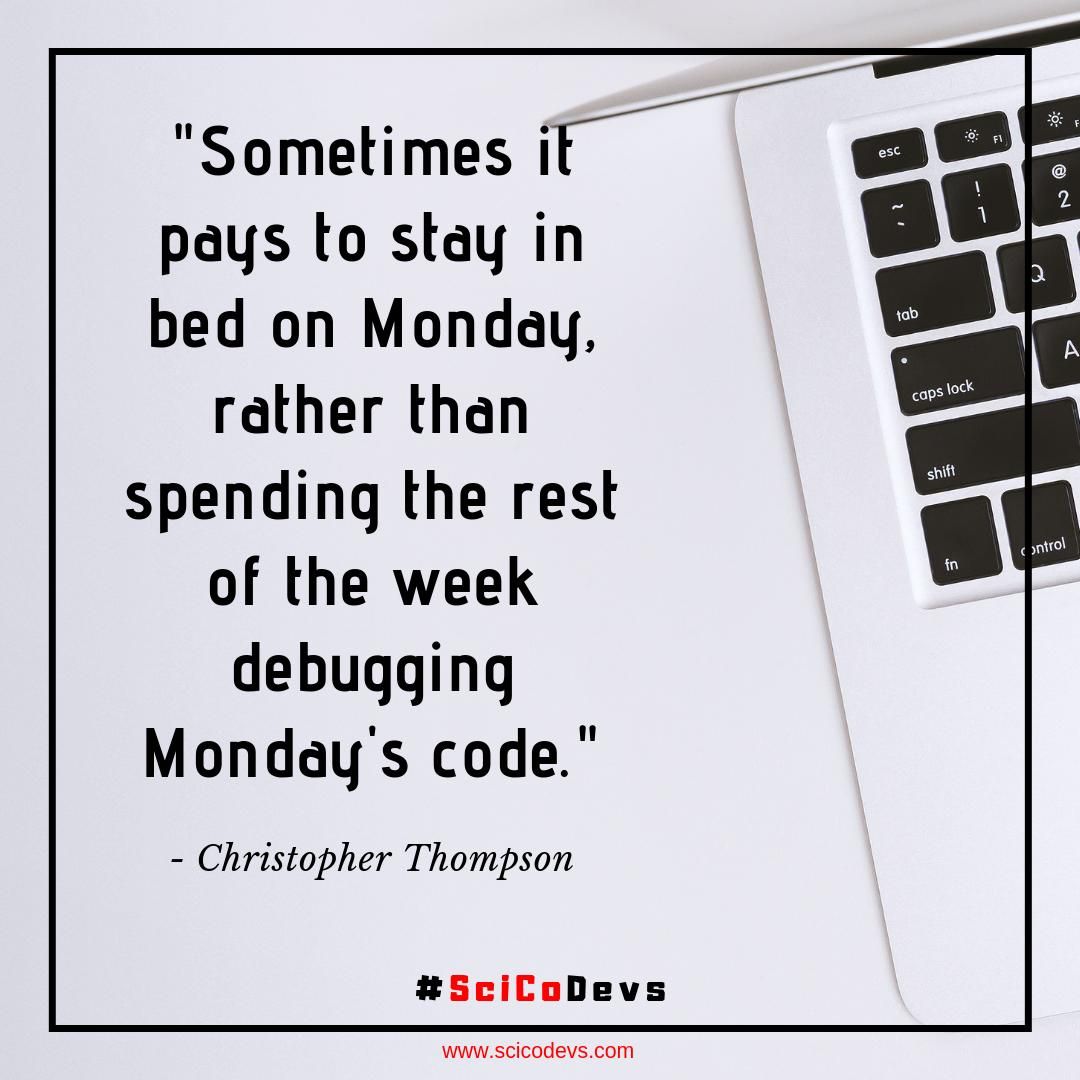 "Sometimes it
pays to stay in
bed on Monday,
rather than
spending the rest
of the week
debugging
Monday's code."
- Christopher Thompson
#SciCoDevs
www.scicodevs.com
esc
F1
F
~
`
!
1
@
2
tab
Q
caps lock
A
shift
fn
control